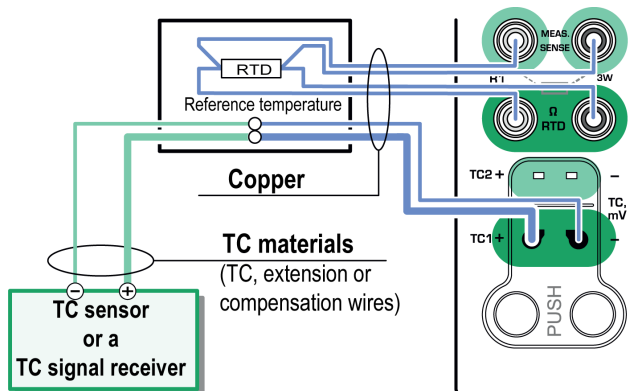 MEAS.
SENSE
RTD
R1 3W
Reference temperature
Ω
RTD
Copper
TC2 + −
TC,
mV
TC1 + −
TC materials
(TC, extension or
compensation wires)
PUSH
− +
TC sensor
or a
TC signal receiver